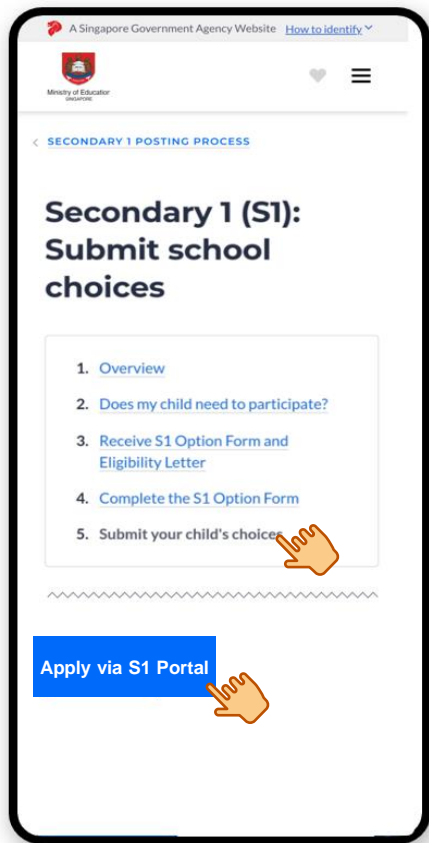 A Singapore Government Agency Website How to identify
Ministry of Education
SINGAPORE
SECONDARY 1 POSTING PROCESS
Secondary 1 (S1):
Submit school
choices
1. Overview
2. Does my child need to participate?
3. Receive S1 Option Form and
Eligibility Letter
4. Complete the S1 Option Form
5. Submit your child's choices
Apply via S1 Portal